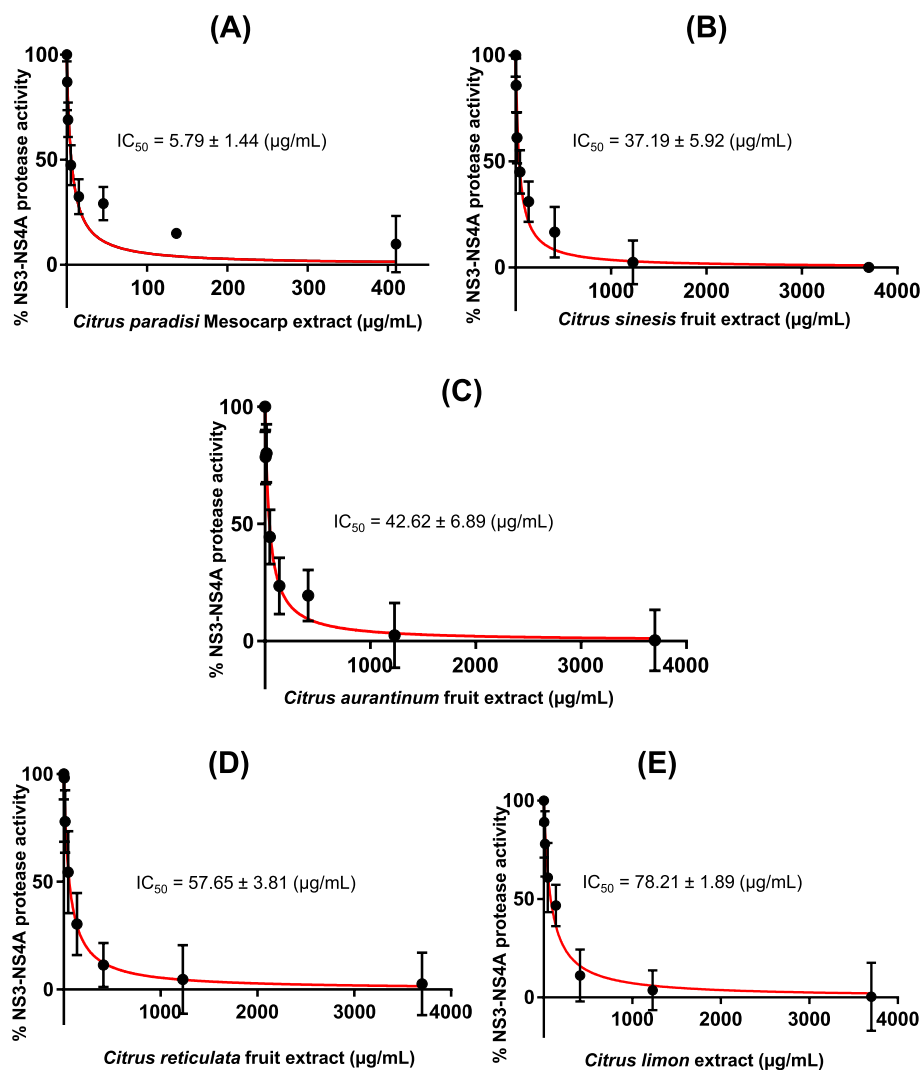 (A)
% NS3-NS4A protease activity
100
50
0
IC50 = 5.79 ± 1.44 (µg/mL)
100 200 300 400
Citrus paradisi Mesocarp extract (µg/mL)
(B)
% NS3-NS4A protease activity
100
50
0
IC50 = 37.19 ± 5.92 (µg/mL)
1000 2000 3000 4000
Citrus sinesis fruit extract (µg/mL)
(C)
% NS3-NS4A protease activity
100
50
0
IC50 = 42.62 ± 6.89 (µg/mL)
1000 2000 3000 4000
Citrus aurantinum fruit extract (µg/mL)
(D)
% NS3-NS4A protease activity
100
50
0
IC50 = 57.65 ± 3.81 (µg/mL)
1000 2000 3000 4000
Citrus reticulata fruit extract (µg/mL)
(E)
% NS3-NS4A protease activity
100
50
0
IC50 = 78.21 ± 1.89 (µg/mL)
1000 2000 3000 4000
Citrus limon extract (µg/mL)